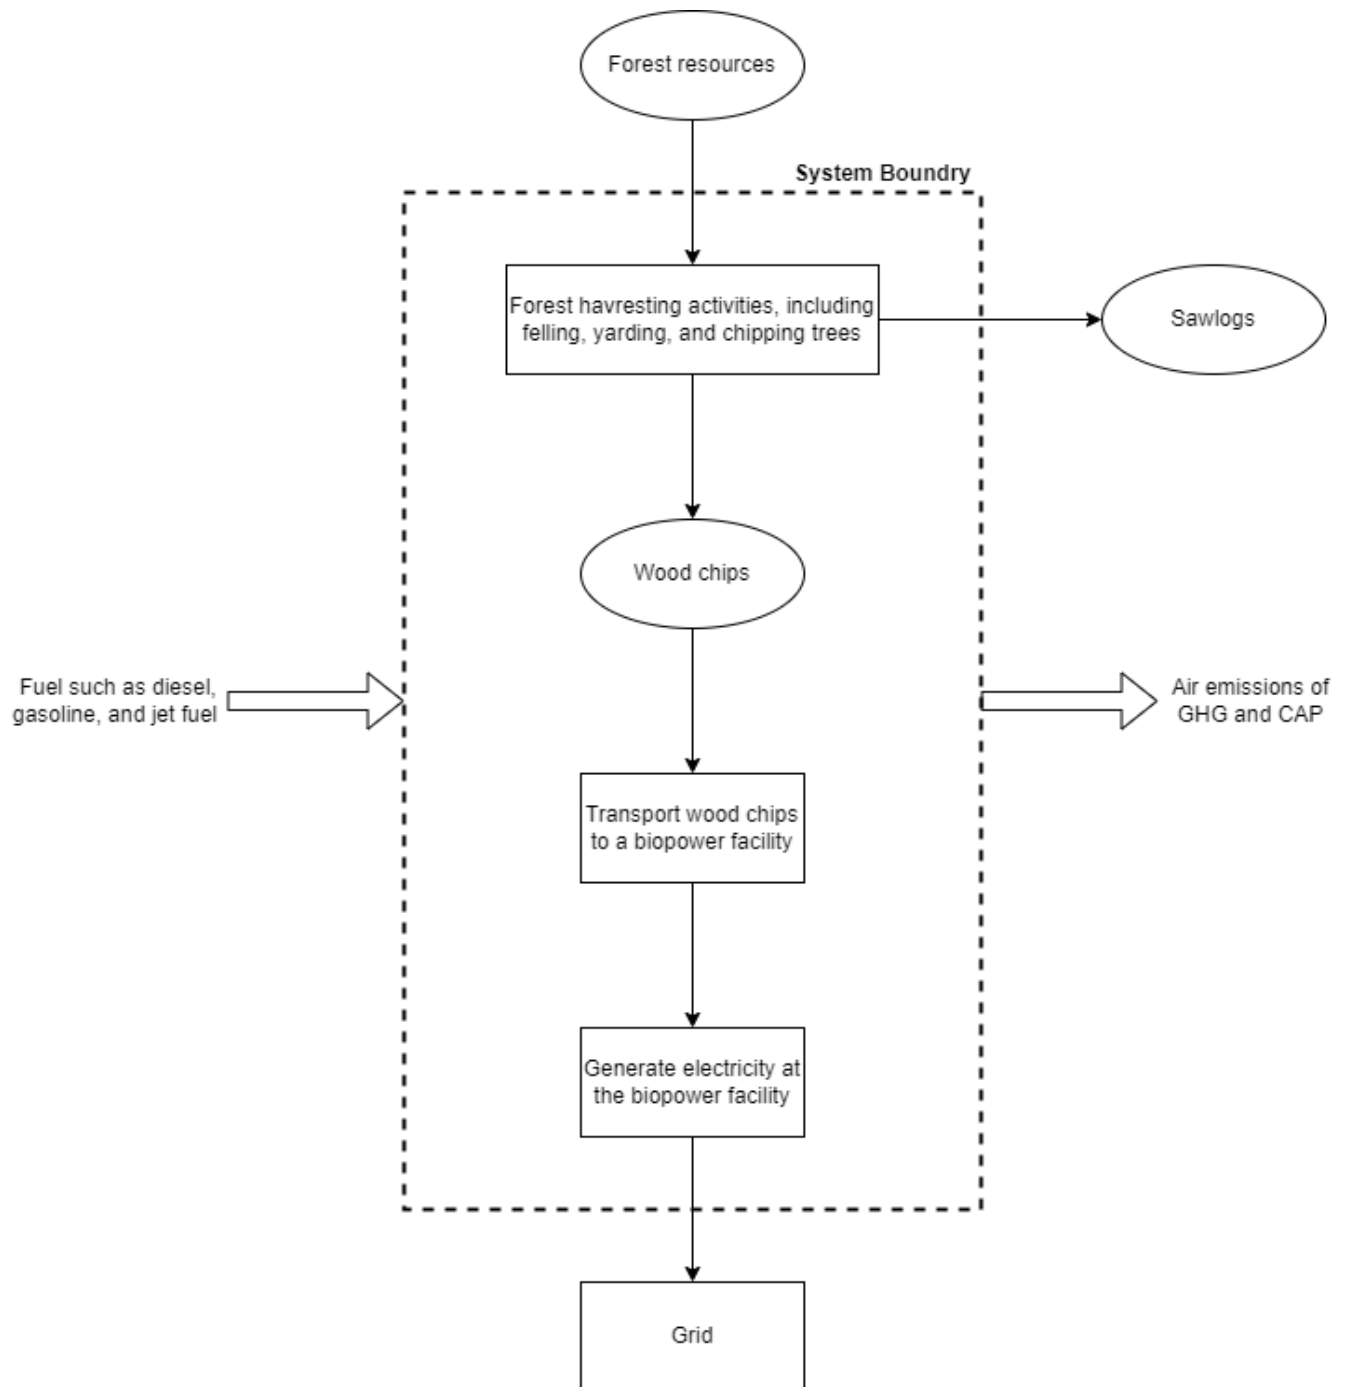 Forest resources
System Boundry
Forest havresting activities, including
felling, yarding, and chipping trees
Sawlogs
Wood chips
Fuel such as diesel,
gasoline, and jet fuel
Air emissions of
GHG and CAP
Transport wood chips
to a biopower facility
Generate electricity at
the biopower facility
Grid